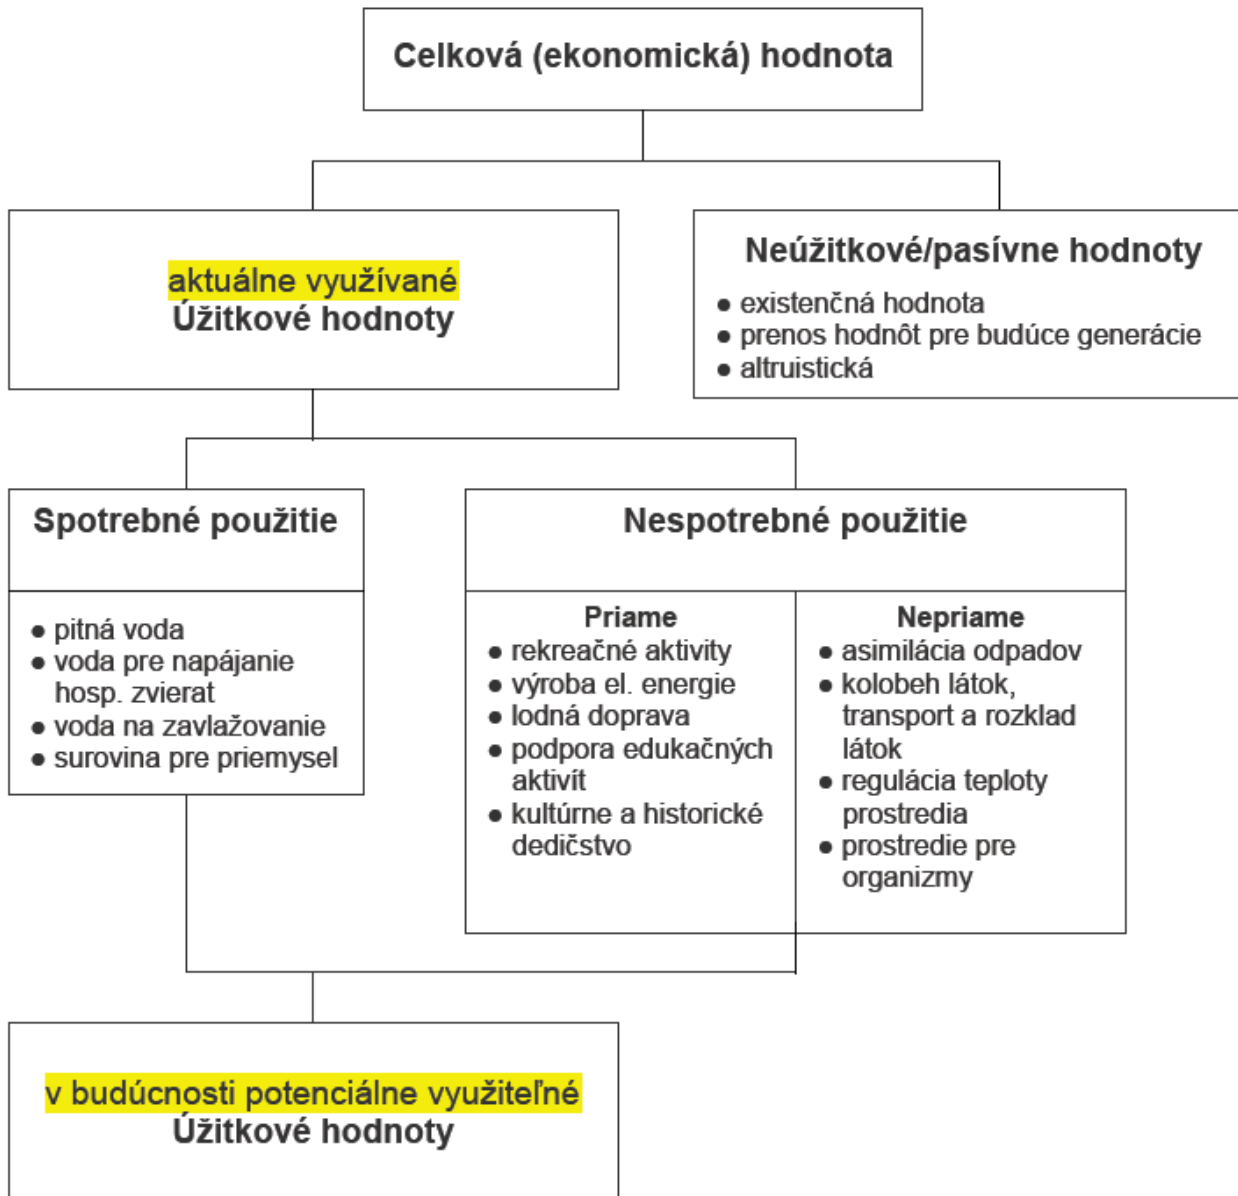 Celková (ekonomická) hodnota
aktuálne využívané
Úžitkové hodnoty
Neúžitkové/pasívne hodnoty
● existenčná hodnota
● prenos hodnôt pre budúce generácie
● altruistická
Spotrebné použitie
● pitná voda
● voda pre napájanie
hosp. zvierat
● voda na zavlažovanie
● surovina pre priemysel
Nespotrebné použitie
Priame
● rekreačné aktivity
● výroba el. energie
● lodná doprava
● podpora edukačných
aktivít
● kultúrne a historické
dedičstvo
Nepriame
● asimilácia odpadov
● kolobeh látok,
transport a rozklad
látok
● regulácia teploty
prostredia
● prostredie pre
organizmy
v budúcnosti potenciálne využiteľné
Úžitkové hodnoty